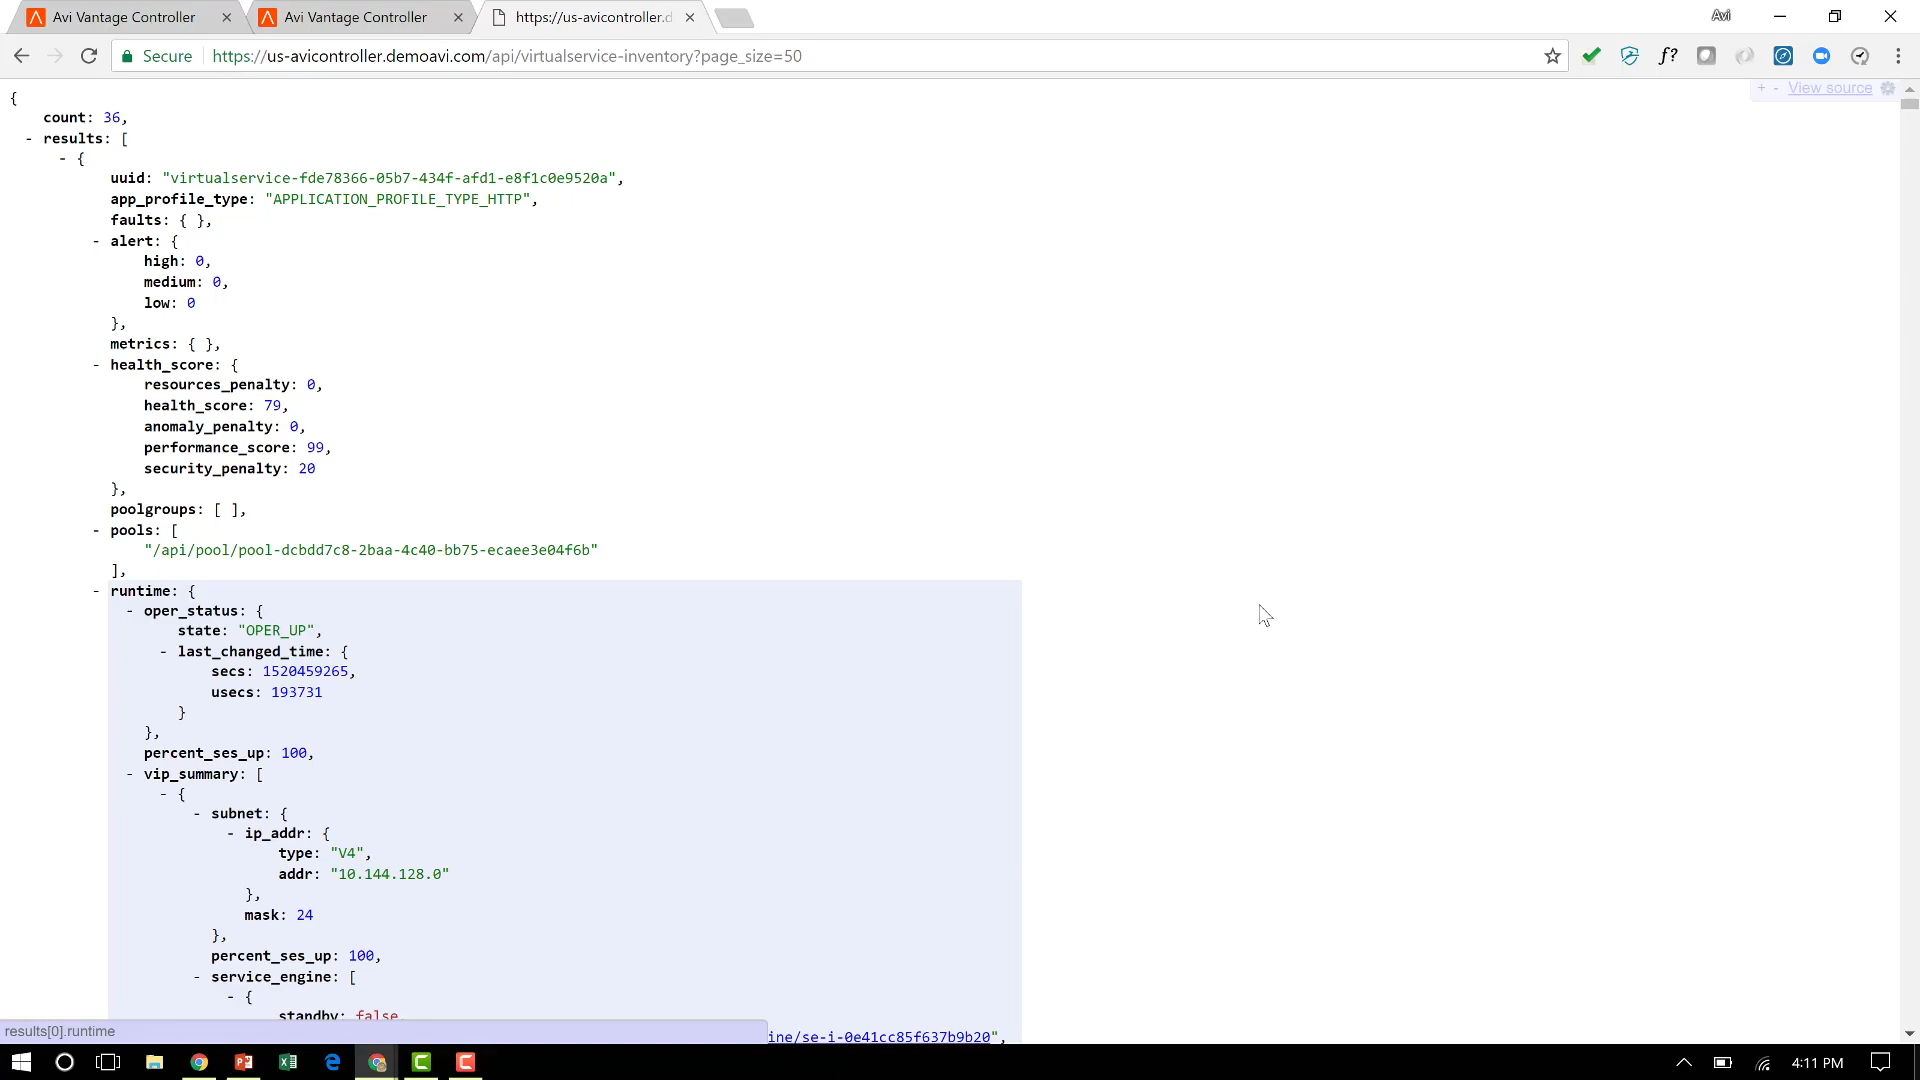 Avi Vantage Controller
Avi Vantage Controller
https://us-avicontroller.d
Avi
Secure
https://us-avicontroller.demoavi.com/api/virtualservice-inventory?page_size=50
f?
+ - View source
{
count: 36,
- results: [
- {
uuid: "virtualservice-fde78366-05b7-434f-afd1-e8f1c0e9520a",
app_profile_type: "APPLICATION_PROFILE_TYPE_HTTP",
faults: { },
- alert: {
high: 0,
medium: 0,
low: 0
},
metrics: { },
- health_score: {
resources_penalty: 0,
health_score: 79,
anomaly_penalty: 0,
performance_score: 99,
security_penalty: 20
},
poolgroups: [ ],
- pools: [
"/api/pool/pool-dcbdd7c8-2baa-4c40-bb75-ecaee3e04f6b"
],
- runtime: {
- oper_status: {
state: "OPER_UP",
- last_changed_time: {
secs: 1520459265,
usecs: 193731
}
},
percent_ses_up: 100,
- vip_summary: [
- {
- subnet: {
- ip_addr: {
type: "V4",
addr: "10.144.128.0"
},
mask: 24
},
percent_ses_up: 100,
- service_engine: [
- {
standby: false,
results[0].runtime
ine/se-i-0e41cc85f637b9b20",
4:11 PM